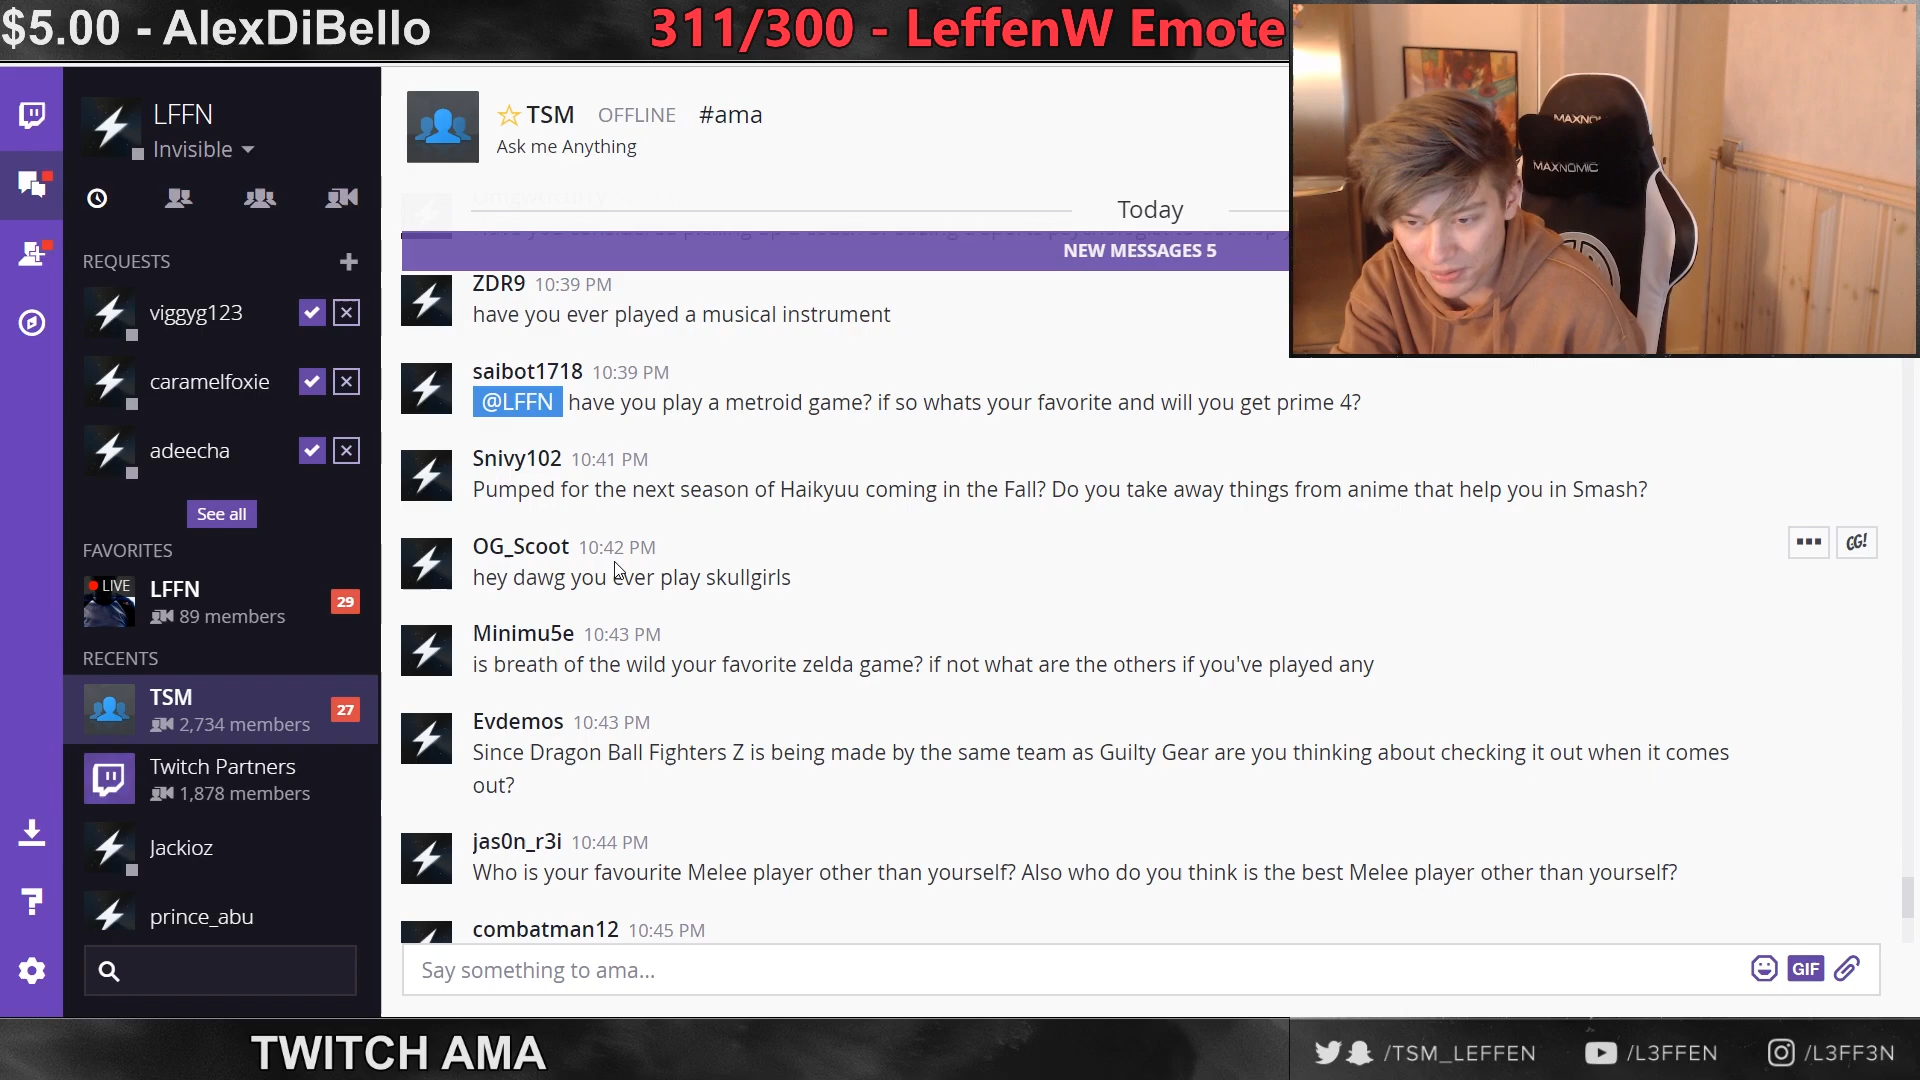 $5.00 - AlexDiBello
311/300 - LeffenW Emote
LFFN
Invisible
REQUESTS
viggyg123
caramelfoxie
adeecha
See all
FAVORITES
LIVE
LFFN
89 members
29
RECENTS
TSM
2,734 members
27
Twitch Partners
1,878 members
Jackioz
prince_abu
TSM OFFLINE #ama
Ask me Anything
Today
NEW MESSAGES 5
ZDR9 10:39 PM
have you ever played a musical instrument
saibot1718 10:39 PM
@LFFN have you play a metroid game? if so whats your favorite and will you get prime 4?
Snivy102 10:41 PM
Pumped for the next season of Haikyuu coming in the Fall? Do you take away things from anime that help you in Smash?
OG_Scoot 10:42 PM
GG!
hey dawg you ever play skullgirls
Minimu5e 10:43 PM
is breath of the wild your favorite zelda game? if not what are the others if you've played any
Evdemos 10:43 PM
Since Dragon Ball Fighters Z is being made by the same team as Guilty Gear are you thinking about checking it out when it comes
out?
jas0n_r3i 10:44 PM
Who is your favourite Melee player other than yourself? Also who do you think is the best Melee player other than yourself?
combatman12 10:45 PM
Say something to ama...
GIF
MAXNO
MAXNOMIC
TWITCH AMA
/TSM_LEFFEN
/L3FFEN
/L3FF3N